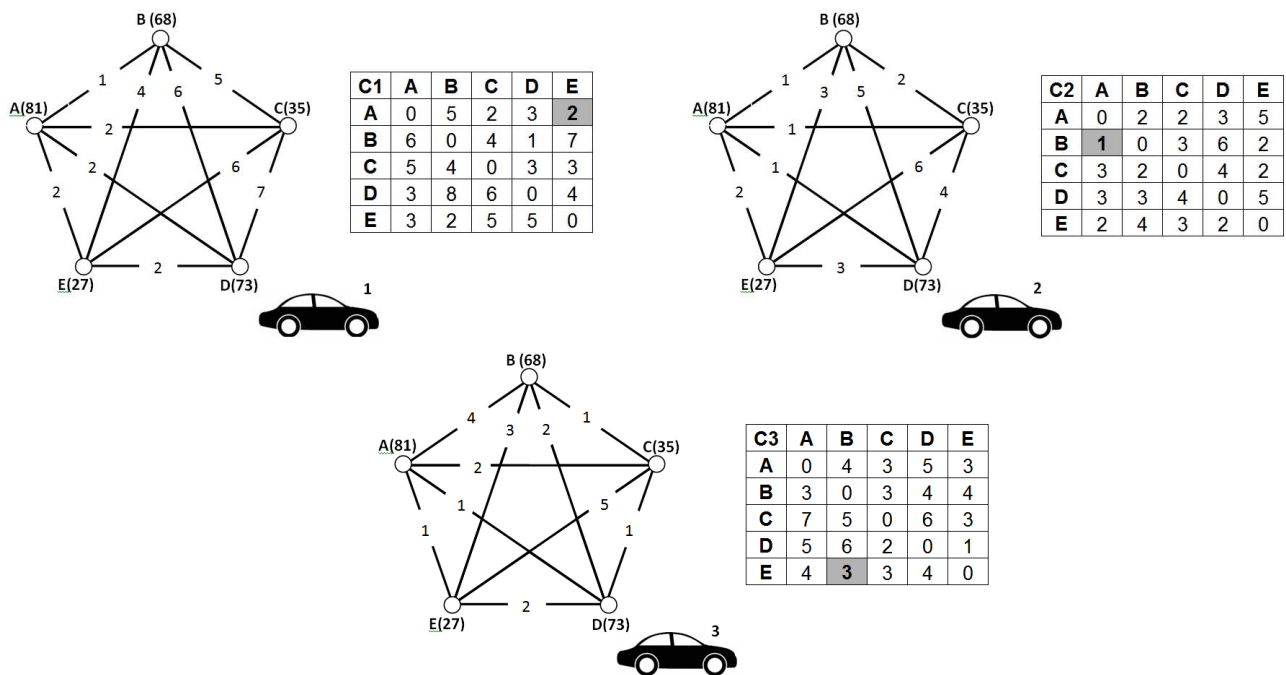 B (68)
1
5
4
6
A(81)
C(35)
2
2
6
2
7
2
E(27)
D(73)
1
C1 A B C D E
A 0 5 2 3 2
B 6 0 4 1 7
C 5 4 0 3 3
D 3 8 6 0 4
E 3 2 5 5 0
B (68)
1
2
3
5
A(81)
C(35)
1
1
6
2
4
3
E(27)
D(73)
2
C2 A B C D E
A 0 2 2 3 5
B 1 0 3 6 2
C 3 2 0 4 2
D 3 3 4 0 5
E 2 4 3 2 0
B (68)
4
1
3
2
A(81)
C(35)
2
1
5
1
1
2
E(27)
D(73)
3
C3 A B C D E
A 0 4 3 5 3
B 3 0 3 4 4
C 7 5 0 6 3
D 5 6 2 0 1
E 4 3 3 4 0